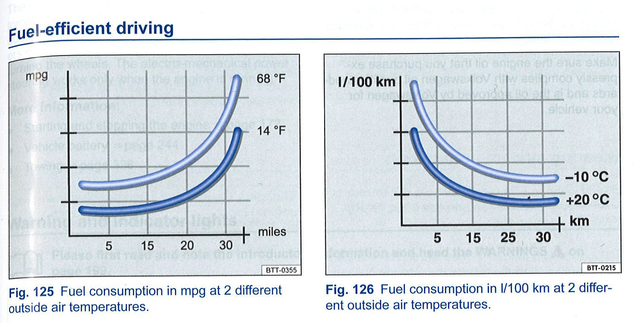 Fuel-efficient driving
mpg
68 °F
14 °F
miles
5 15 20 30
BTT-0355
Fig. 125 Fuel consumption in mpg at 2 different
outside air temperatures.
l/100 km
–10 °C
+20 °C
km
5 15 25 30
BTT-0215
Fig. 126 Fuel consumption in l/100 km at 2 differ-
ent outside air temperatures.